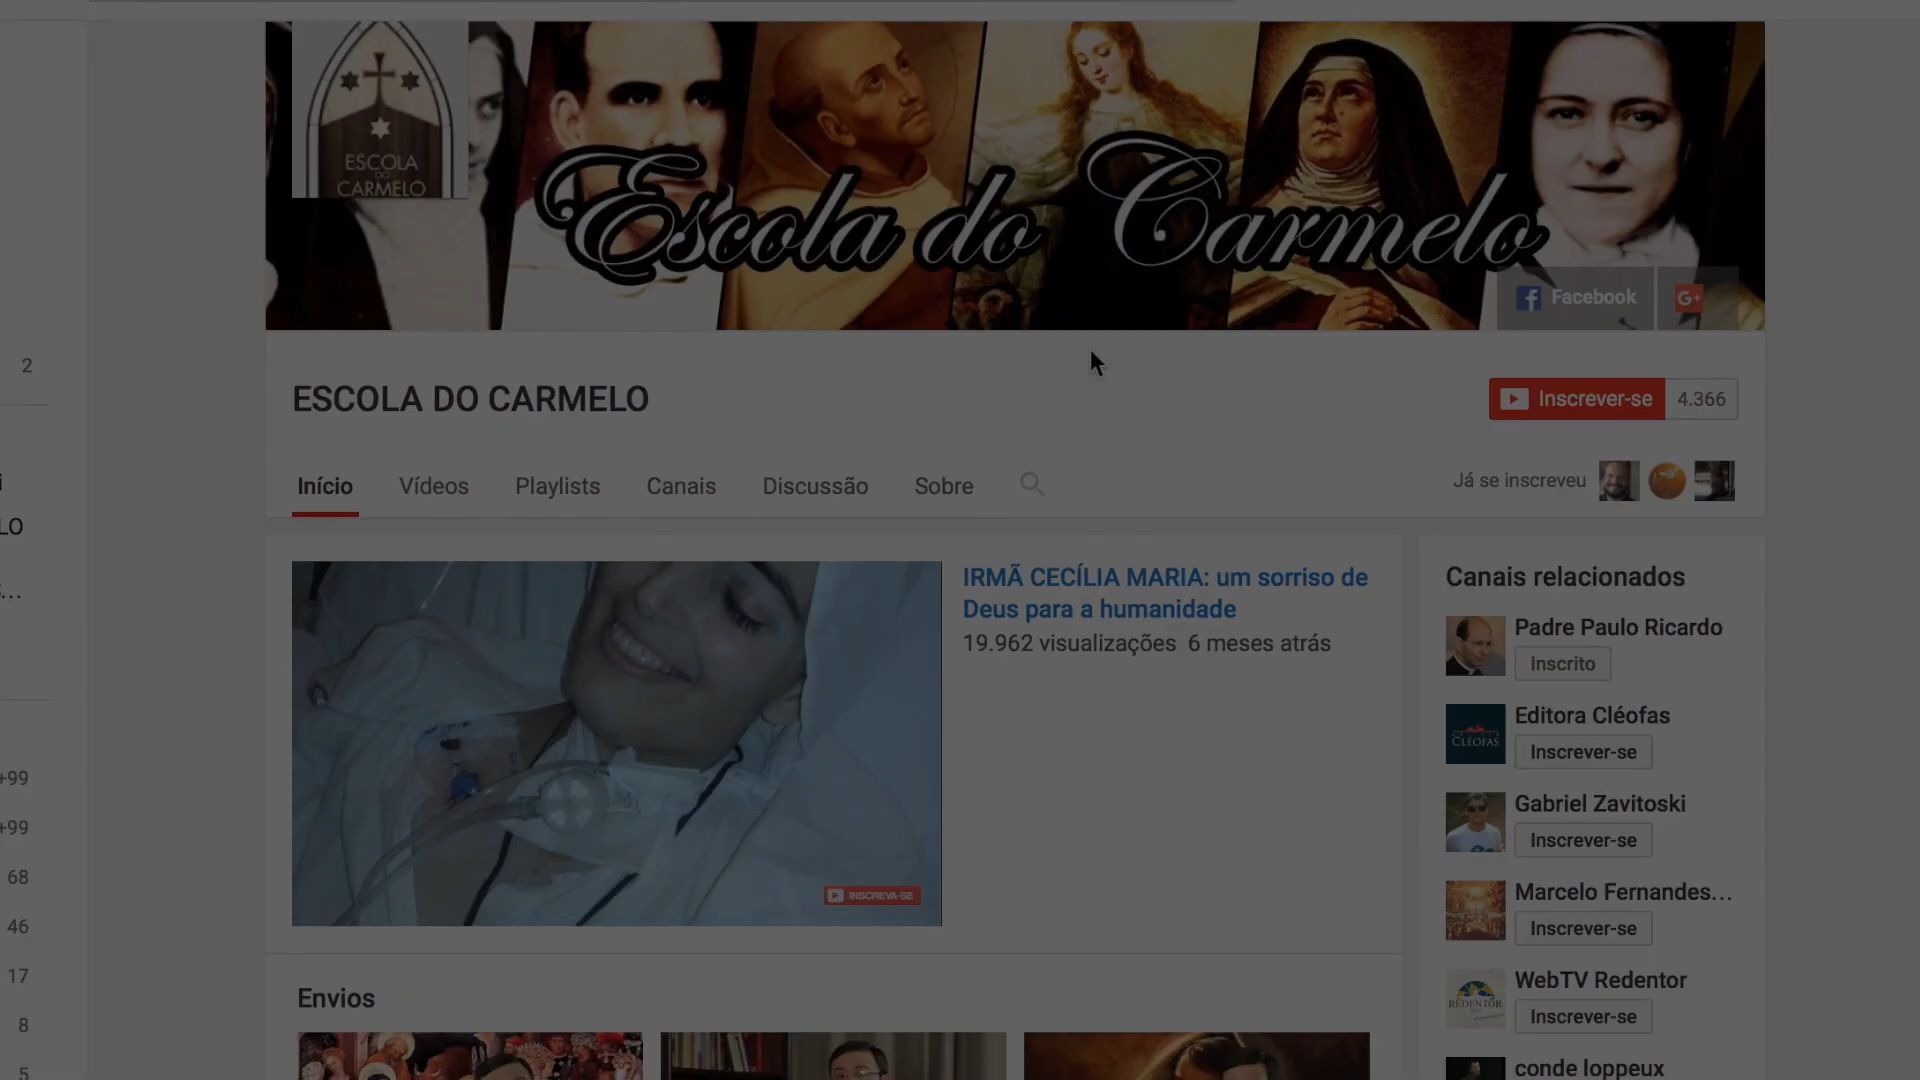 ESCOLA
DO
CARMELO
Escola do Carmelo
Facebook
G+
2
ESCOLA DO CARMELO
Inscrever-se
4.366
Início
Vídeos
Playlists
Canais
Discussão
Sobre
Já se inscreveu
i
LO
...
+99
+99
68
46
17
8
5
IRMÃ CECÍLIA MARIA: um sorriso de
Deus para a humanidade
19.962 visualizações 6 meses atrás
INSCREVA-SE
Envios
Canais relacionados
Padre Paulo Ricardo
Inscrito
CLÉOFAS
Editora Cléofas
Inscrever-se
Gabriel Zavitoski
Inscrever-se
Marcelo Fernandes...
Inscrever-se
REDENTOR
WebTV Redentor
Inscrever-se
conde loppeux